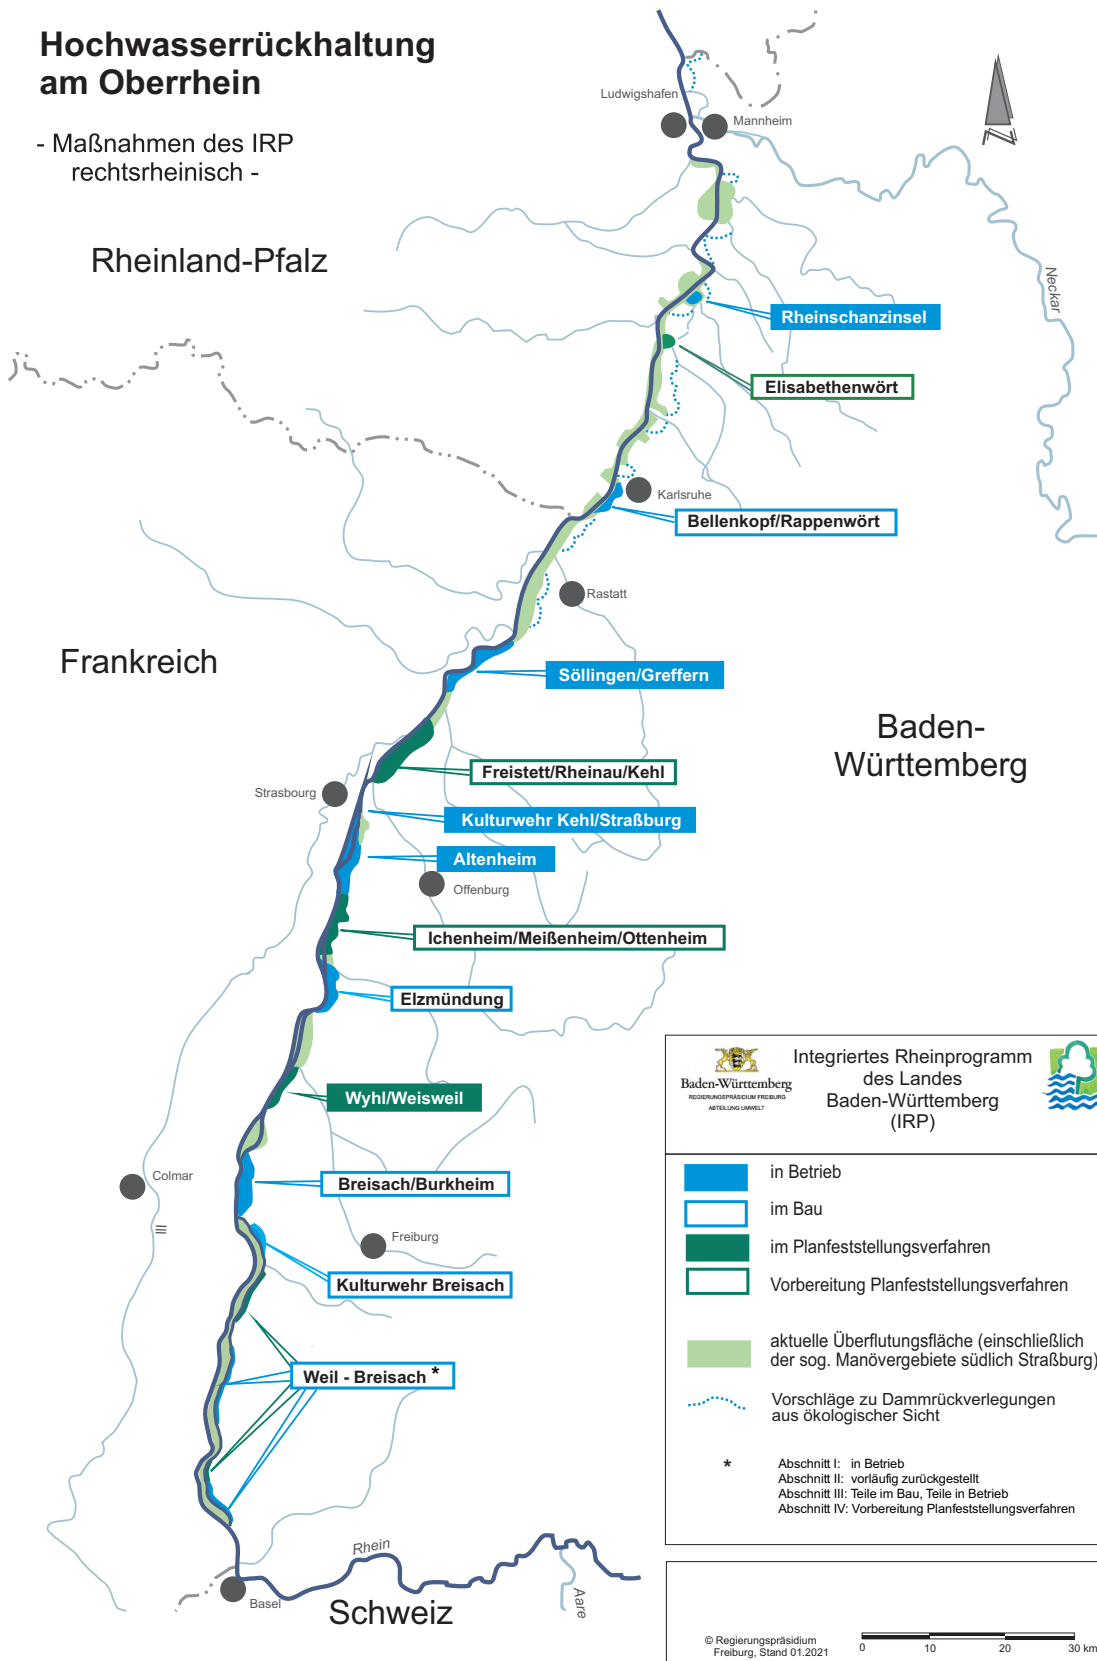 Hochwasserrückhaltung
am Oberrhein
- Maßnahmen des IRP
rechtsrheinisch -
Ludwigshafen
Mannheim
Rheinland-Pfalz
Neckar
Rheinschanzinsel
Elisabethenwört
Karlsruhe
Bellenkopf/Rappenwört
Rastatt
Frankreich
Söllingen/Greffern
Baden-
Württemberg
Freistett/Rheinau/Kehl
Strasbourg
Kulturwehr Kehl/Straßburg
Altenheim
Offenburg
Ichenheim/Meißenheim/Ottenheim
Elzmündung
Wyhl/Weisweil
Colmar
Ill
Breisach/Burkheim
Freiburg
Kulturwehr Breisach
Weil - Breisach *
Rhein
Aare
Basel
Schweiz
N
Baden-Württemberg
REGIERUNGSPRÄSIDIUM FREIBURG
ABTEILUNG UMWELT
Integriertes Rheinprogramm
des Landes
Baden-Württemberg
(IRP)
in Betrieb
im Bau
im Planfeststellungsverfahren
Vorbereitung Planfeststellungsverfahren
aktuelle Überflutungsfläche (einschließlich
der sog. Manövergebiete südlich Straßburg)
Vorschläge zu Dammrückverlegungen
aus ökologischer Sicht
* Abschnitt I: in Betrieb
Abschnitt II: vorläufig zurückgestellt
Abschnitt III: Teile im Bau, Teile in Betrieb
Abschnitt IV: Vorbereitung Planfeststellungsverfahren
© Regierungspräsidium
Freiburg, Stand 01.2021
0 10 20 30 km